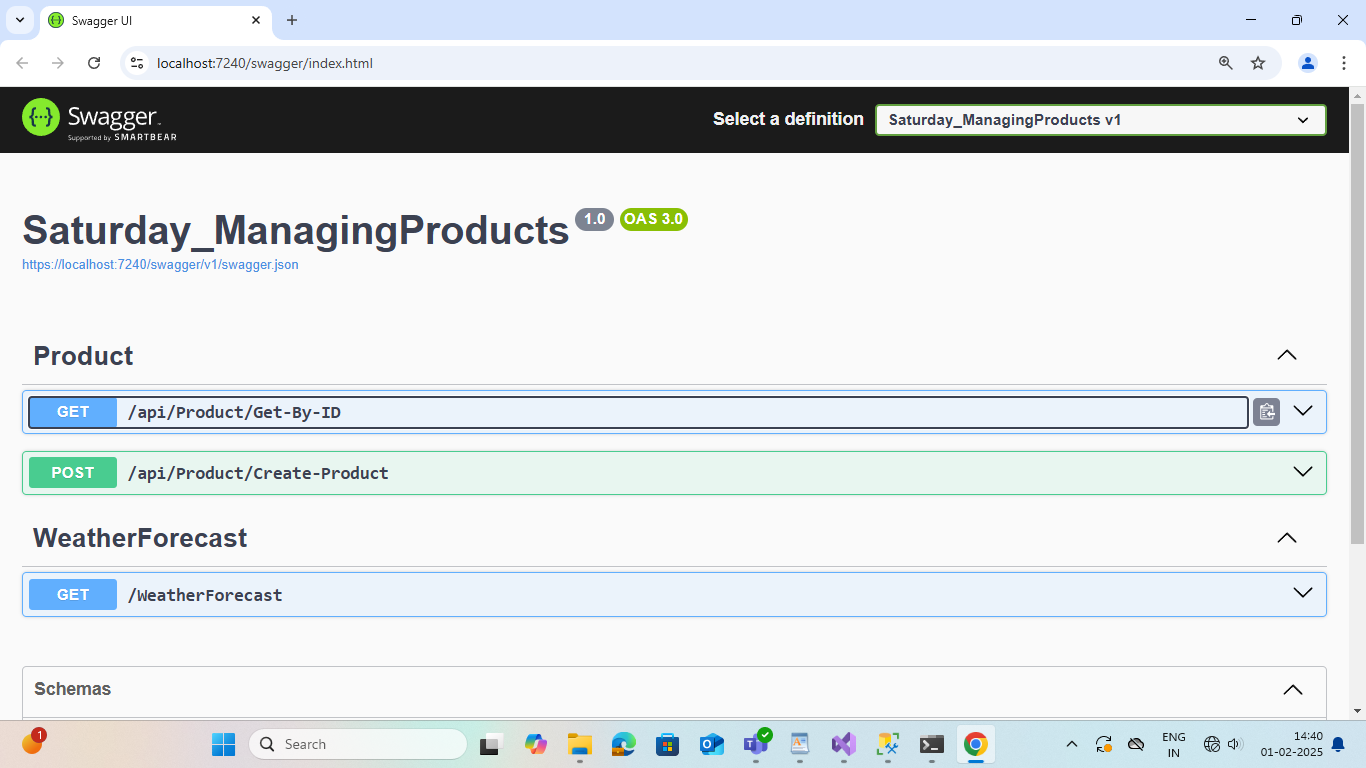 Swagger UI
localhost:7240/swagger/index.html
Swagger
Supported by SMARTBEAR
Select a definition
Saturday_ManagingProducts v1
Saturday_ManagingProducts 1.0 OAS 3.0
https://localhost:7240/swagger/v1/swagger.json
Product
GET /api/Product/Get-By-ID
POST /api/Product/Create-Product
WeatherForecast
GET /WeatherForecast
Schemas
1
Search
ENG
IN
14:40
01-02-2025